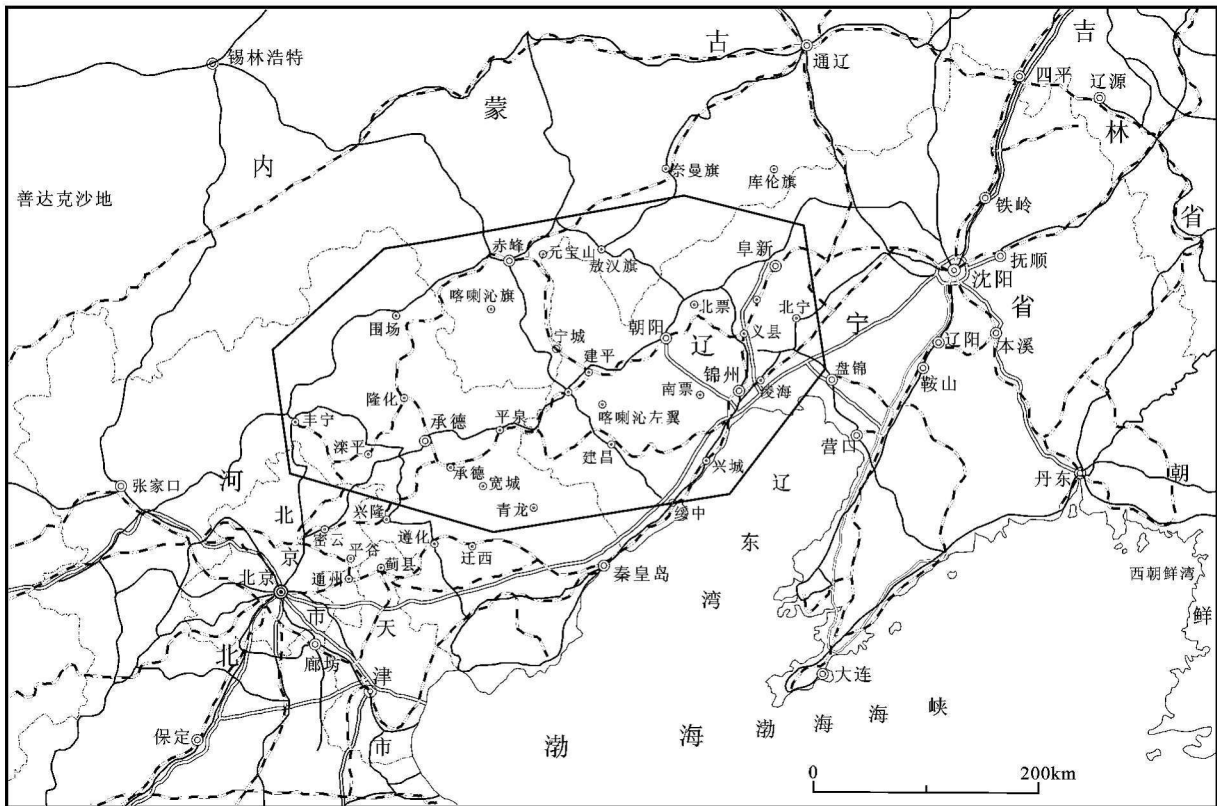 古
吉
锡林浩特
通辽
四平
辽源
蒙
林
内
奈曼旗
库伦旗
善达克沙地
铁岭
省
赤峰
元宝山
敖汉旗
阜新
沈阳
抚顺
喀喇沁旗
北票
北宁
宁
省
围场
朝阳
辽
义县
辽阳
本溪
宁城
建平
锦州
盘锦
鞍山
凌海
隆化
南票
喀喇沁左翼
丰宁
承德
平泉
营口
滦平
建昌
兴城
承德
宽城
辽
丹东
朝
张家口
河
青龙
绥中
北
兴隆
密云
遵化
东
京
平谷
迁西
蓟县
西朝鲜湾
北京
通州
秦皇岛
湾
市
天
鲜
北
廊坊
津
大连
保定
市
渤
海
渤
海
海
峡
0
200km